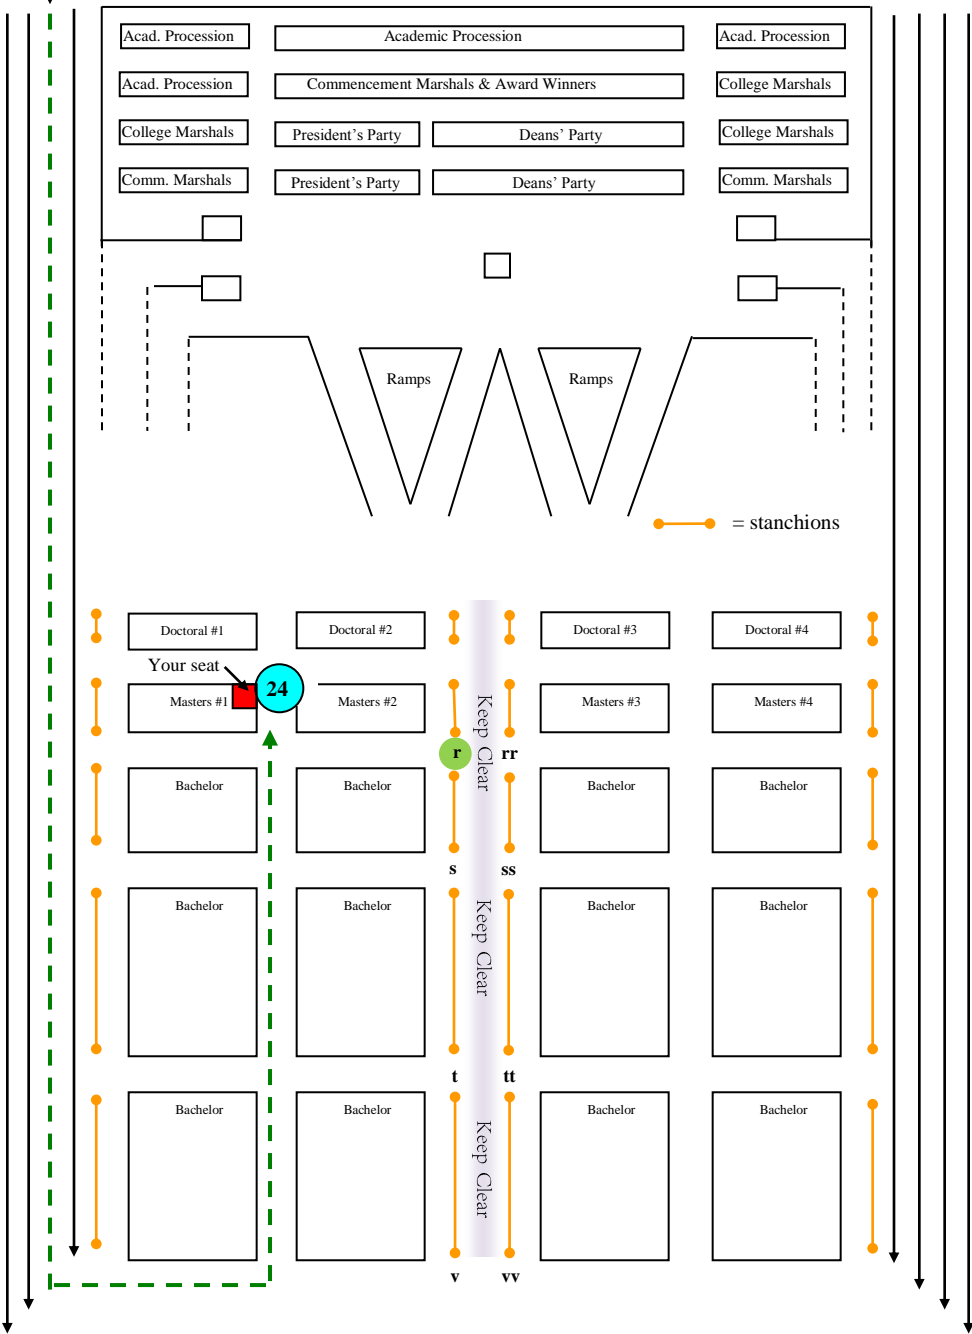 Acad. Procession Academic Procession Acad. Procession
Acad. Procession Commencement Marshals & Award Winners College Marshals
College Marshals President's Party Deans' Party College Marshals
Comm. Marshals President's Party Deans' Party Comm. Marshals
Ramps Ramps
= stanchions
Doctoral #1 Doctoral #2 Doctoral #3 Doctoral #4
Your seat
24
Masters #1 Masters #2 Masters #3 Masters #4
Keep Clear
r rr
Bachelor Bachelor Bachelor Bachelor
s ss
Bachelor Bachelor Bachelor Bachelor
Keep Clear
t tt
Bachelor Bachelor Bachelor Bachelor
Keep Clear
v vv